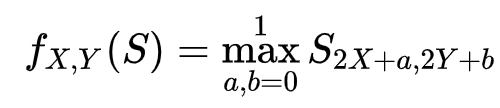 f_{X,Y}(S) = \max_{a,b=0}^{1} S_{2X+a,2Y+b}